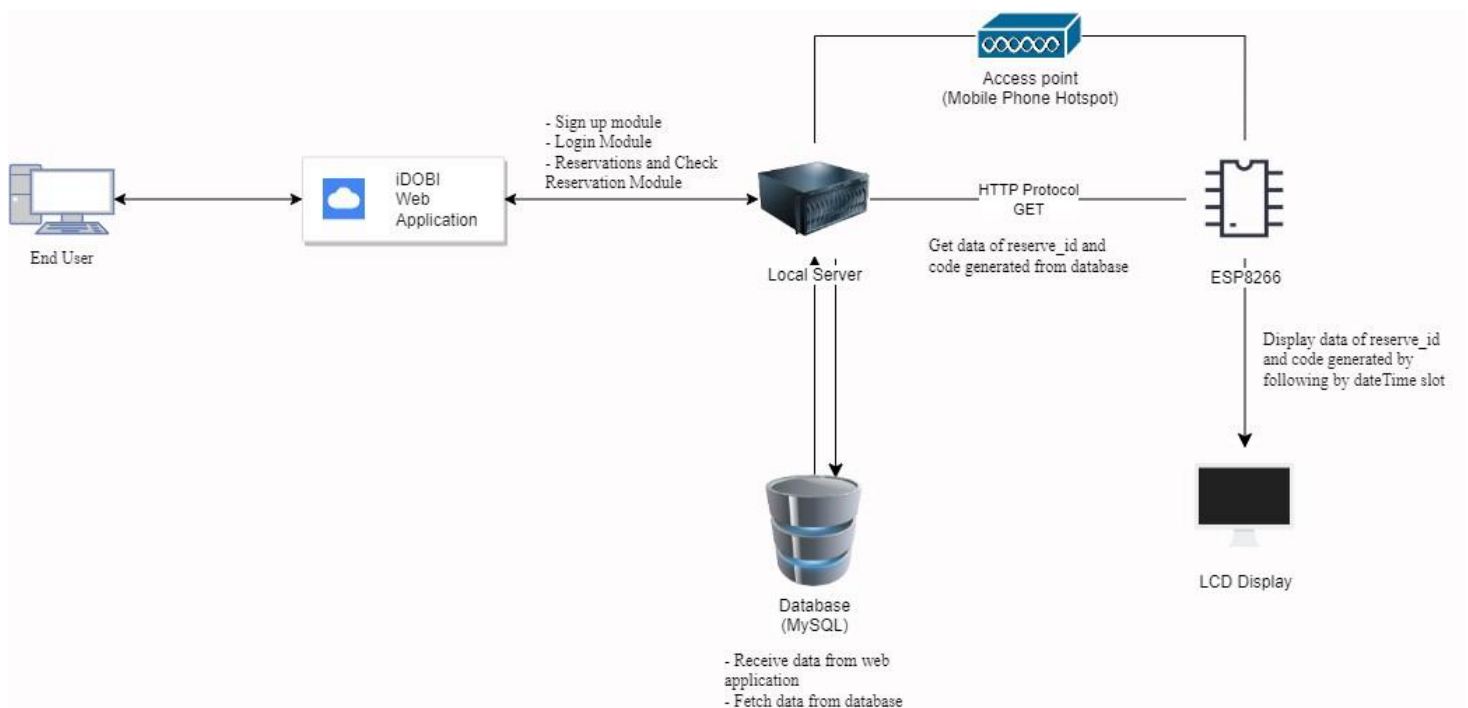 Access point
(Mobile Phone Hotspot)
- Sign up module
- Login Module
- Reservations and Check
Reservation Module
iDOBI
Web
Application
End User
Local Server
HTTP Protocol
GET
Get data of reserve_id and
code generated from database
ESP8266
Display data of reserve_id
and code generated by
following by dateTime slot
LCD Display
Database
(MySQL)
- Receive data from web
application
- Fetch data from database